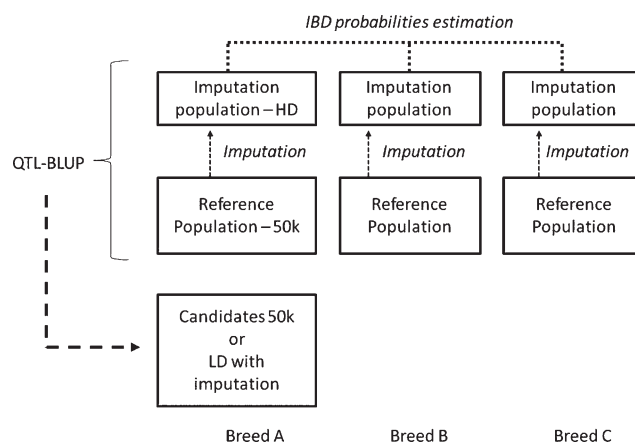 IBD probabilities estimation
Imputation
population – HD
Imputation
population
Imputation
population
QTL-BLUP
Imputation
Imputation
Imputation
Reference
Population – 50k
Reference
Population
Reference
Population
Candidates 50k
or
LD with
imputation
Breed A
Breed B
Breed C